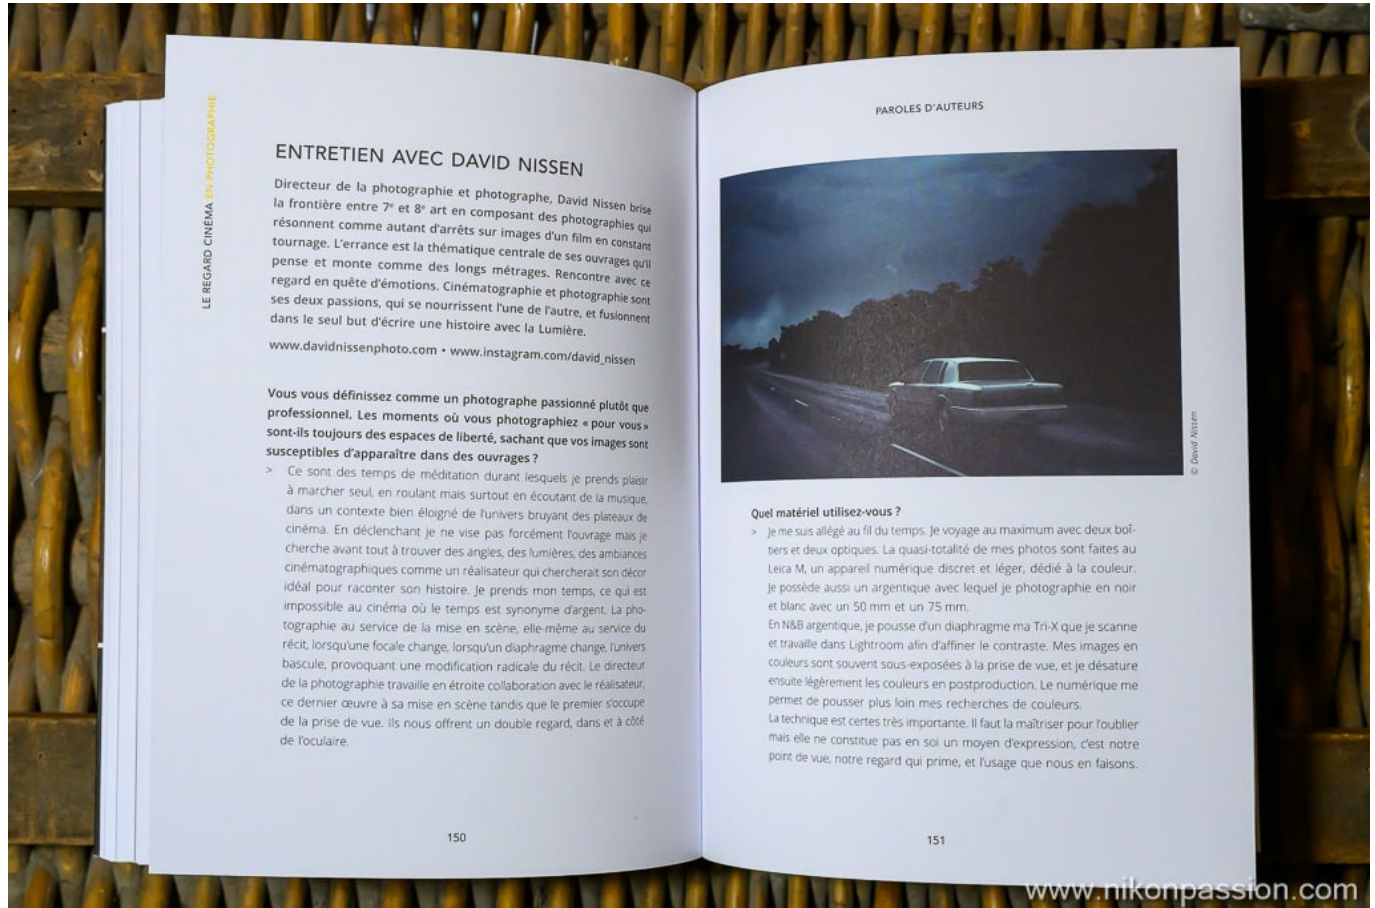 LE REGARD CINÉMA EN PHOTOGRAPHIE
ENTRETIEN AVEC DAVID NISSEN
Directeur de la photographie et photographe, David Nissen brise
la frontière entre 7e et 8e art en composant des photographies qui
résonnent comme autant d'arrêts sur images d'un film en constant
tournage. L'errance est la thématique centrale de ses ouvrages qu'il
pense et monte comme des longs métrages. Rencontre avec ce
regard en quête d'émotions. Cinématographie et photographie sont
ses deux passions, qui se nourrissent l'une de l'autre, et fusionnent
dans le seul but d'écrire une histoire avec la Lumière.
www.davidnissenphoto.com • www.instagram.com/david_nissen
Vous vous définissez comme un photographe passionné plutôt que
professionnel. Les moments où vous photographiez « pour vous »
sont-ils toujours des espaces de liberté, sachant que vos images sont
susceptibles d'apparaître dans des ouvrages ?
> Ce sont des temps de méditation durant lesquels je prends plaisir
à marcher seul, en roulant mais surtout en écoutant de la musique,
dans un contexte bien éloigné de l'univers bruyant des plateaux de
cinéma. En déclenchant je ne vise pas forcément l'ouvrage mais je
cherche avant tout à trouver des angles, des lumières, des ambiances
cinématographiques comme un réalisateur qui chercherait son décor
idéal pour raconter son histoire. Je prends mon temps, ce qui est
impossible au cinéma où le temps est synonyme d'argent. La pho-
tographie au service de la mise en scène, elle-même au service du
récit, lorsqu'une focale change, lorsqu'un diaphragme change, l'univers
bascule, provoquant une modification radicale du récit. Le directeur
de la photographie travaille en étroite collaboration avec le réalisateur,
ce dernier œuvre à sa mise en scène tandis que le premier s'occupe
de la prise de vue. Ils nous offrent un double regard, dans et à côté
de l'oculaire.
150
PAROLES D'AUTEURS
© David Nissen
Quel matériel utilisez-vous ?
> Je me suis allégé au fil du temps. Je voyage au maximum avec deux boî-
tiers et deux optiques. La quasi-totalité de mes photos sont faites au
Leica M, un appareil numérique discret et léger, dédié à la couleur.
Je possède aussi un argentique avec lequel je photographie en noir
et blanc avec un 50 mm et un 75 mm.
En N&B argentique, je pousse d'un diaphragme ma Tri-X que je scanne
et travaille dans Lightroom afin d'affiner le contraste. Mes images en
couleurs sont souvent sous-exposées à la prise de vue, et je désature
ensuite légèrement les couleurs en postproduction. Le numérique me
permet de pousser plus loin mes recherches de couleurs.
La technique est certes très importante. Il faut la maîtriser pour l'oublier
mais elle ne constitue pas en soi un moyen d'expression, c'est notre
point de vue, notre regard qui prime, et l'usage que nous en faisons.
151
www.nikonpassion.com